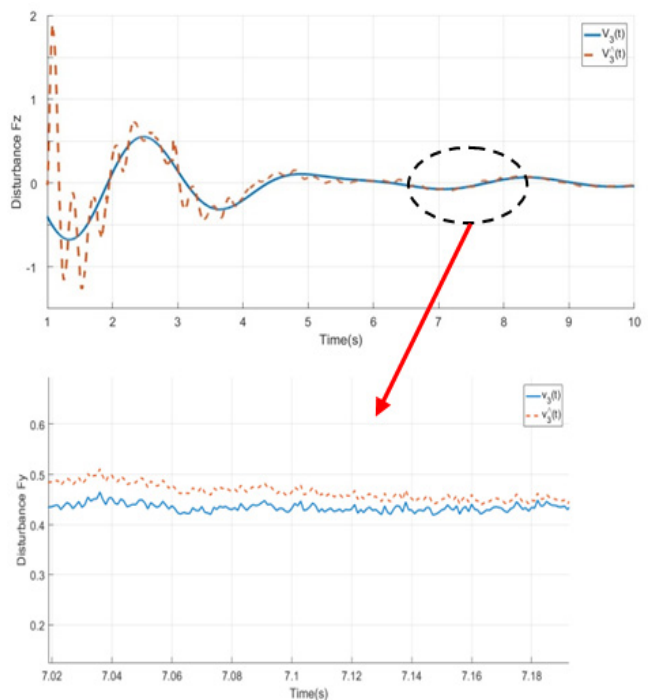 2
1
0
-1
Disturbance Fz
V3(t)
V^3(t)
1 2 3 4 5 6 7 8 9 10
Time(s)
0.6
0.5
0.4
0.3
0.2
Disturbance Fy
v3(t)
v^3(t)
7.02 7.04 7.06 7.08 7.1 7.12 7.14 7.16 7.18
Time(s)